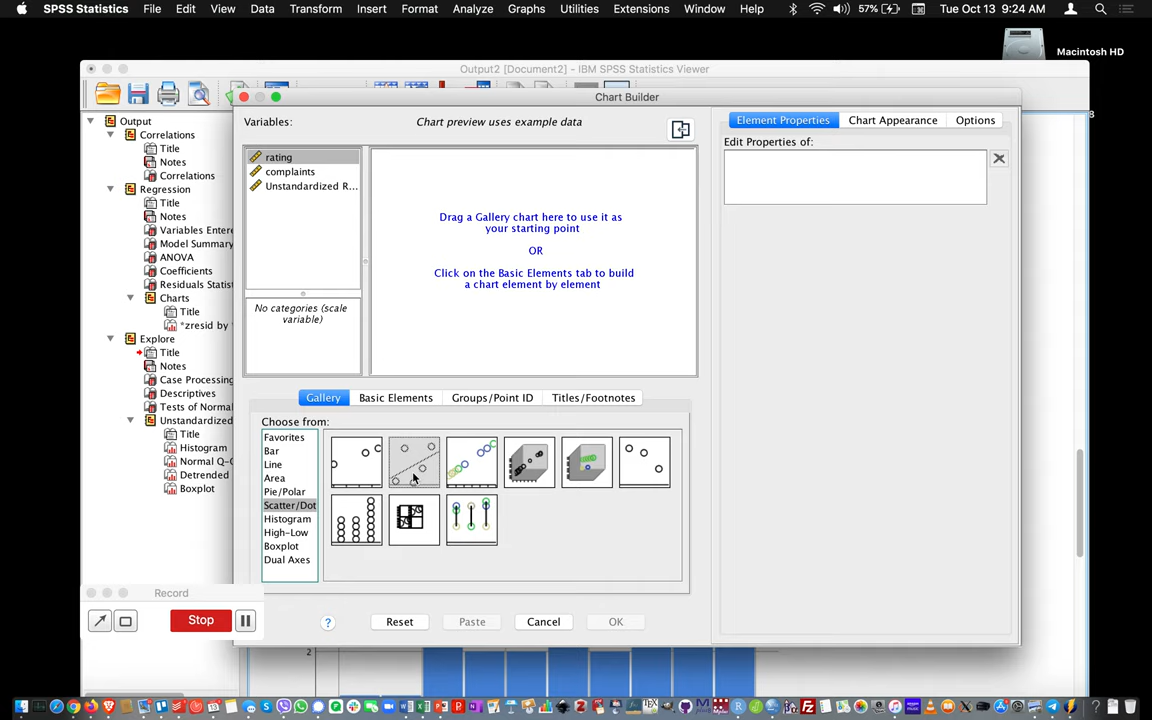 SPSS Statistics File Edit View Data Transform Insert Format Analyze Graphs Utilities Extensions Window Help 57% Tue Oct 13 9:24 AM
Macintosh HD
Output2 [Document2] - IBM SPSS Statistics Viewer
Chart Builder
Output
Correlations
Title
Notes
Correlations
Regression
Title
Notes
Variables Entere
Model Summary
ANOVA
Coefficients
Residuals Statist
Charts
Title
*zresid by
Explore
Title
Notes
Case Processing
Descriptives
Tests of Normal
Unstandardized
Title
Histogram
Normal Q-
Detrended
Boxplot
Variables:
Chart preview uses example data
rating
complaints
Unstandardized R...
No categories (scale
variable)
Drag a Gallery chart here to use it as
your starting point
OR
Click on the Basic Elements tab to build
a chart element by element
Element Properties Chart Appearance Options
Edit Properties of:
Gallery Basic Elements Groups/Point ID Titles/Footnotes
Choose from:
Favorites
Bar
Line
Area
Pie/Polar
Scatter/Dot
Histogram
High-Low
Boxplot
Dual Axes
? Reset Paste Cancel OK
Record
Stop
2